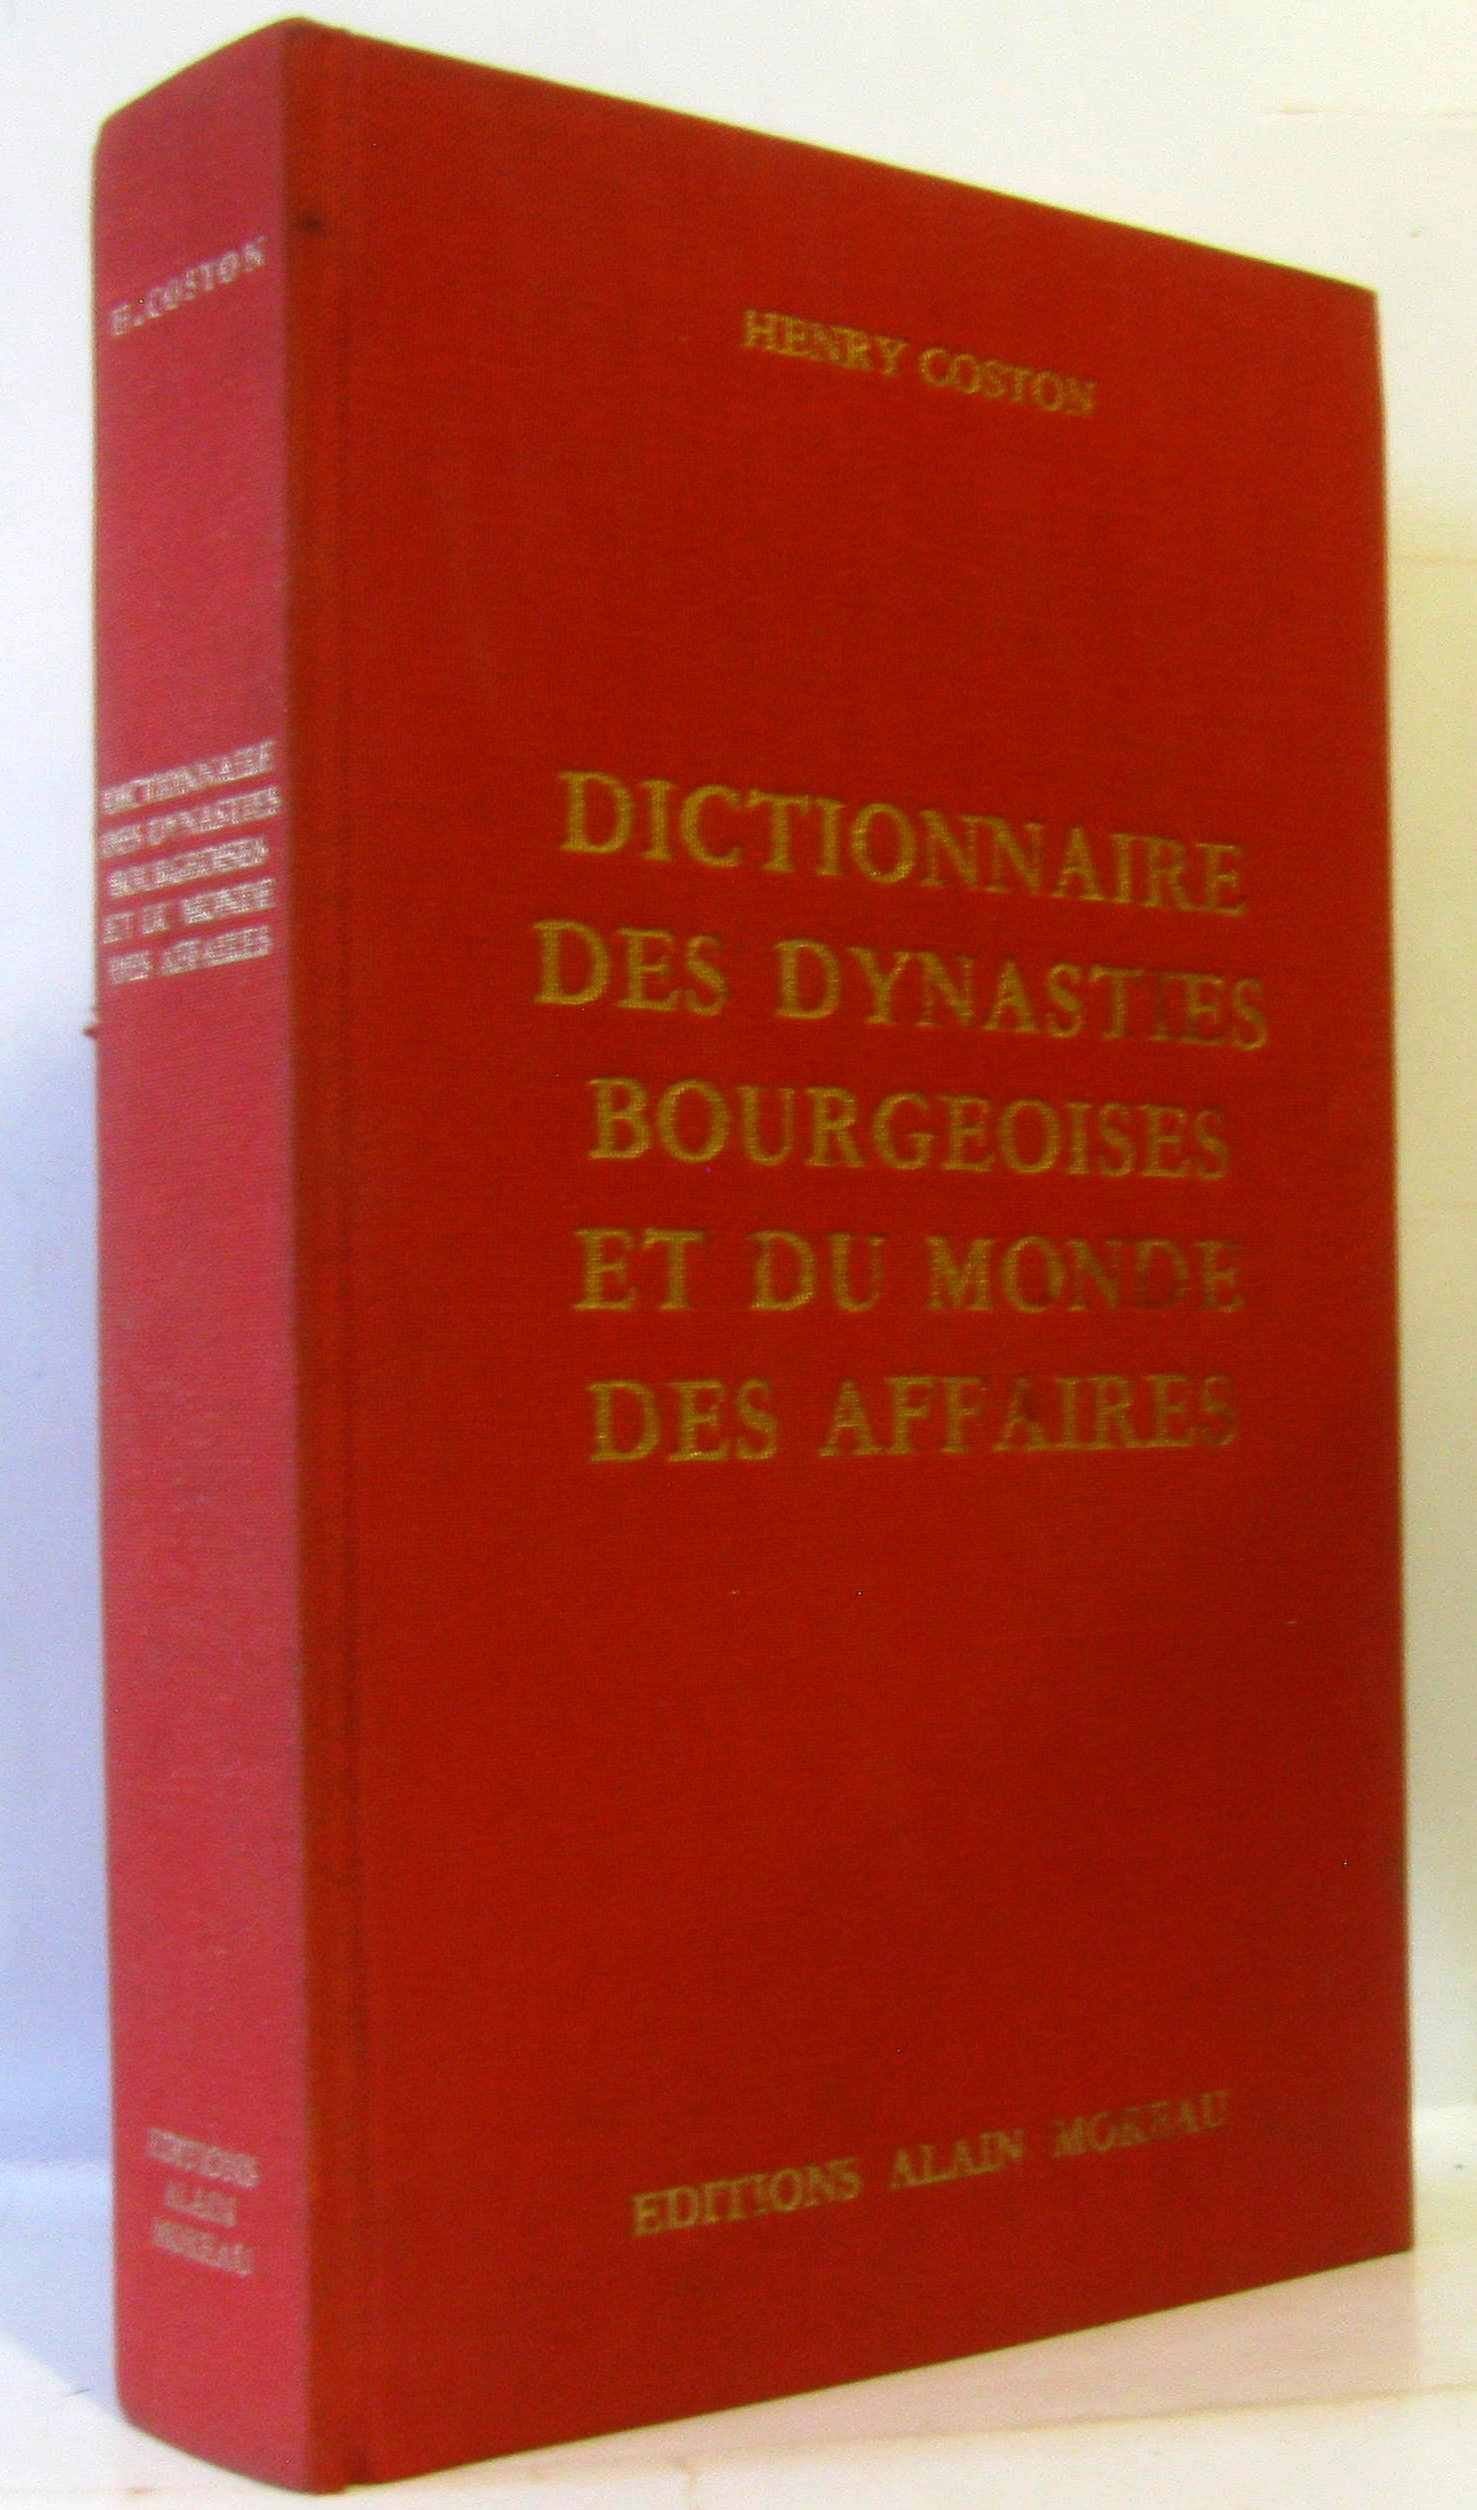 H. COSTON
DICTIONNAIRE
DES DYNASTIES
BOURGEOISES
ET DU MONDE
DES AFFAIRES
EDITIONS
ALAIN
MOREAU
HENRY COSTON
DICTIONNAIRE
DES DYNASTIES
BOURGEOISES
ET DU MONDE
DES AFFAIRES
EDITIONS ALAIN MOREAU